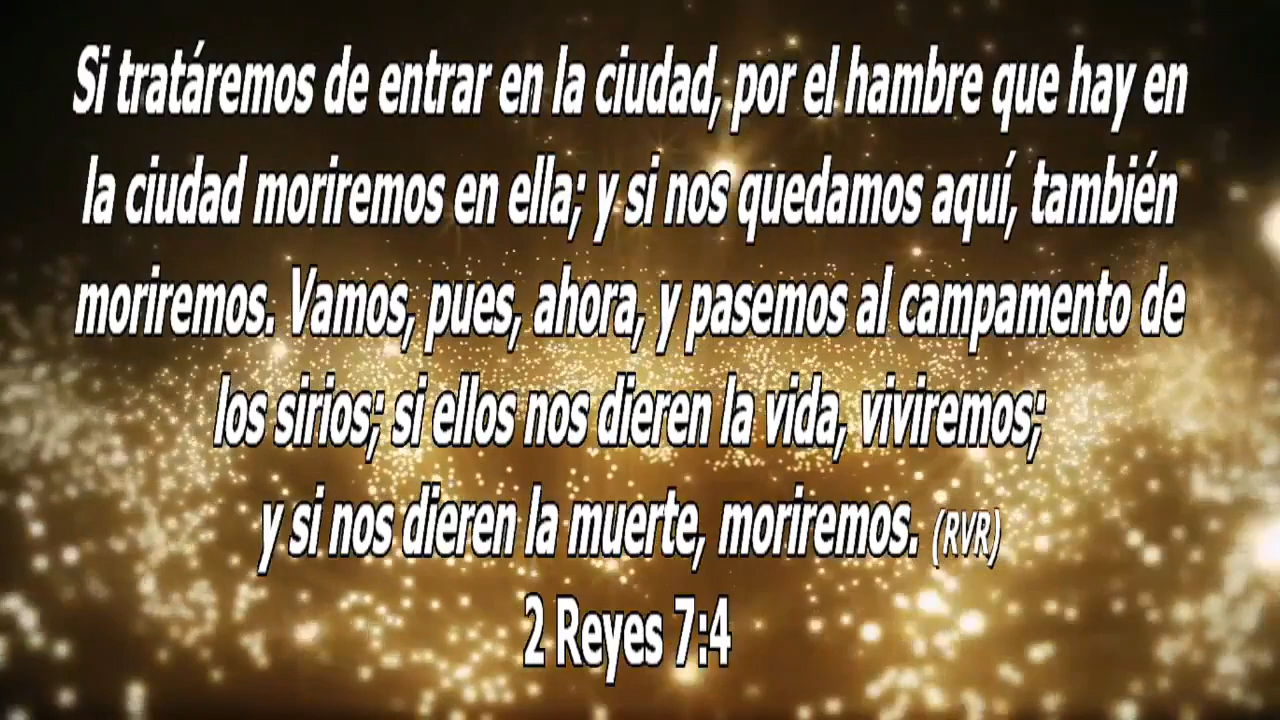 Si tratáremos de entrar en la ciudad, por el hambre que hay en
la ciudad moriremos en ella; y si nos quedamos aquí, también
moriremos. Vamos, pues, ahora, y pasemos al campamento de
los sirios; si ellos nos dieren la vida, viviremos;
y si nos dieren la muerte, moriremos. (RVR)
2 Reyes 7:4